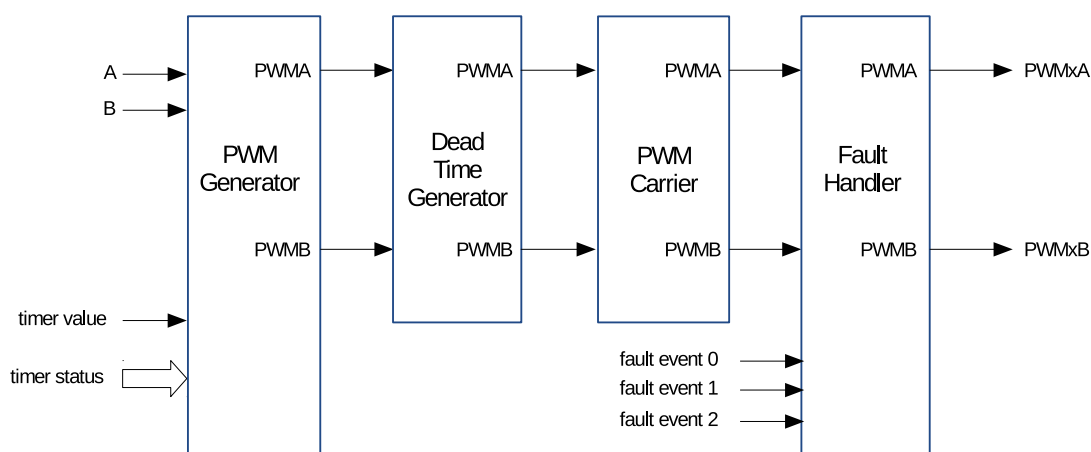 A
B
timer value
timer status
PWMA
PWM
Generator
PWMB
PWMA
Dead
Time
Generator
PWMB
PWMA
PWM
Carrier
PWMB
fault event 0
fault event 1
fault event 2
PWMA
Fault
Handler
PWMB
PWMxA
PWMxB